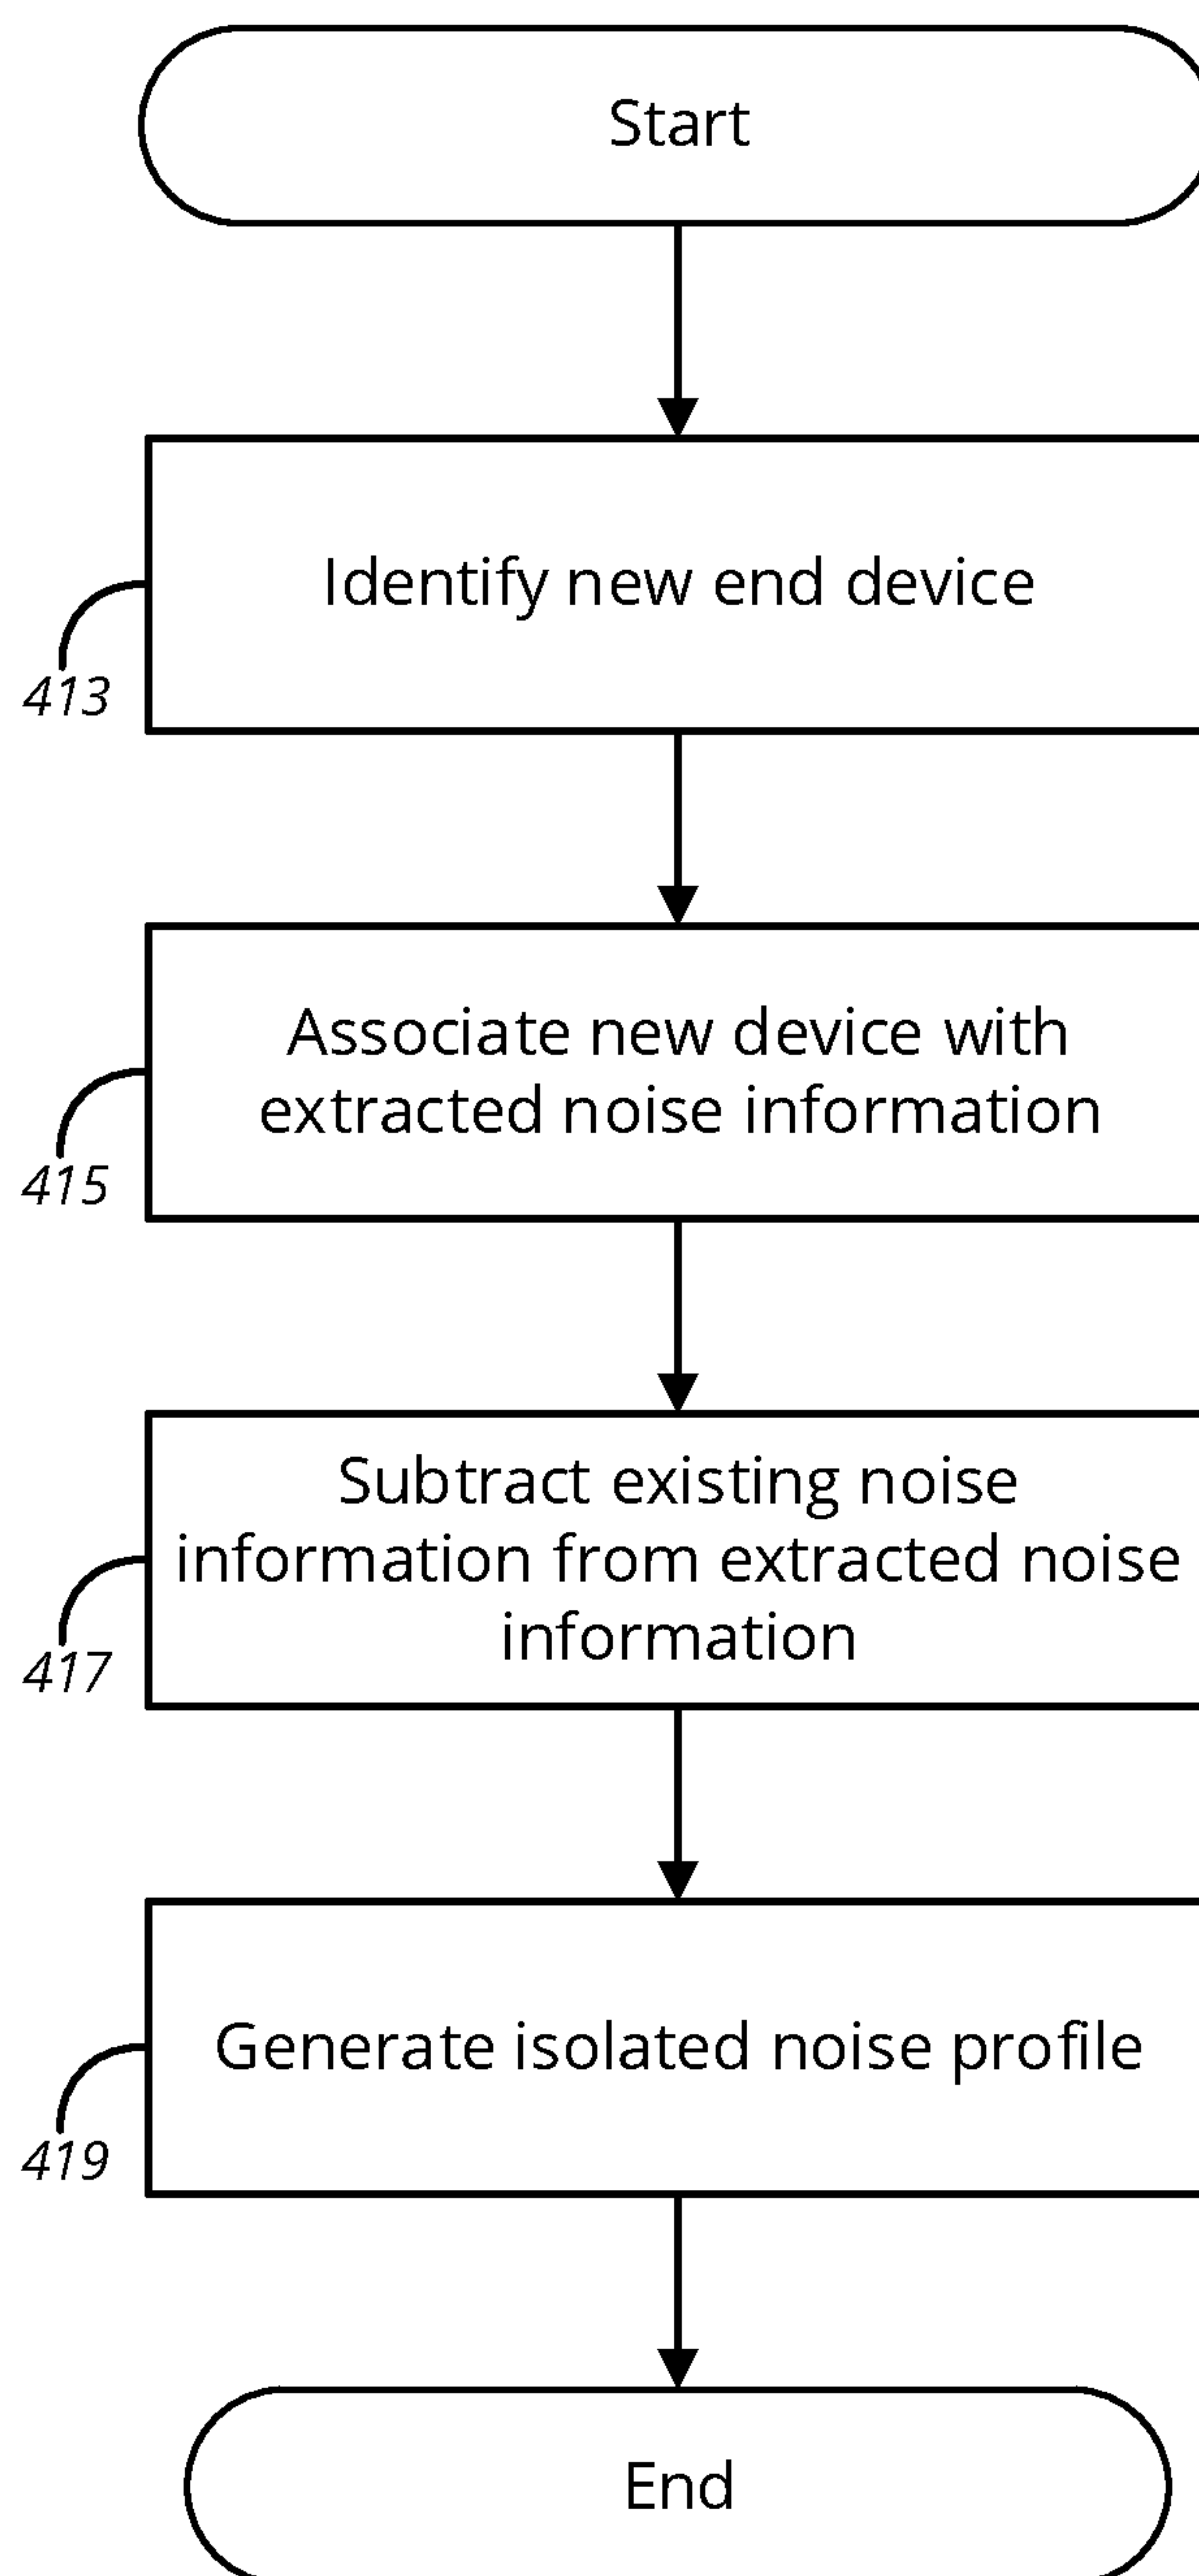 Start
Identify new end device
413
Associate new device with
extracted noise information
415
Subtract existing noise
information from extracted noise
information
417
Generate isolated noise profile
419
End